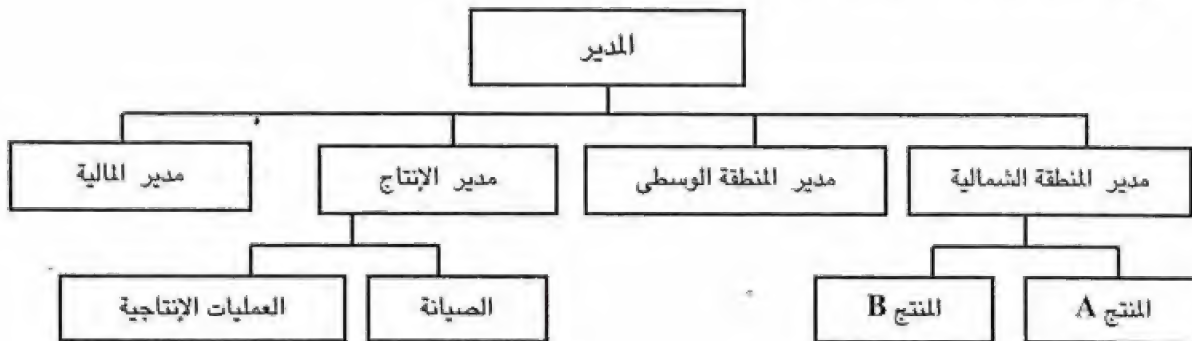 المدير
مدير المنطقة الشمالية
مدير المنطقة الوسطى
مدير الإنتاج
مدير المالية
المنتج A
المنتج B
الصيانة
العمليات الإنتاجية